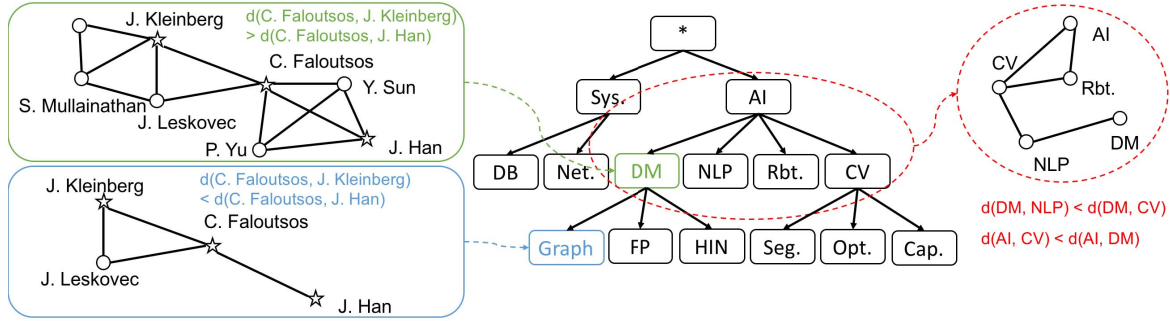 J. Kleinberg
d(C. Faloutsos, J. Kleinberg)
> d(C. Faloutsos, J. Han)
C. Faloutsos
Y. Sun
S. Mullainathan
J. Leskovec
P. Yu
J. Han
J. Kleinberg
d(C. Faloutsos, J. Kleinberg)
< d(C. Faloutsos, J. Han)
C. Faloutsos
J. Leskovec
J. Han
*
Sys.
AI
DB
Net.
DM
NLP
Rbt.
CV
Graph
FP
HIN
Seg.
Opt.
Cap.
AI
CV
Rbt.
DM
NLP
d(DM, NLP) < d(DM, CV)
d(AI, CV) < d(AI, DM)